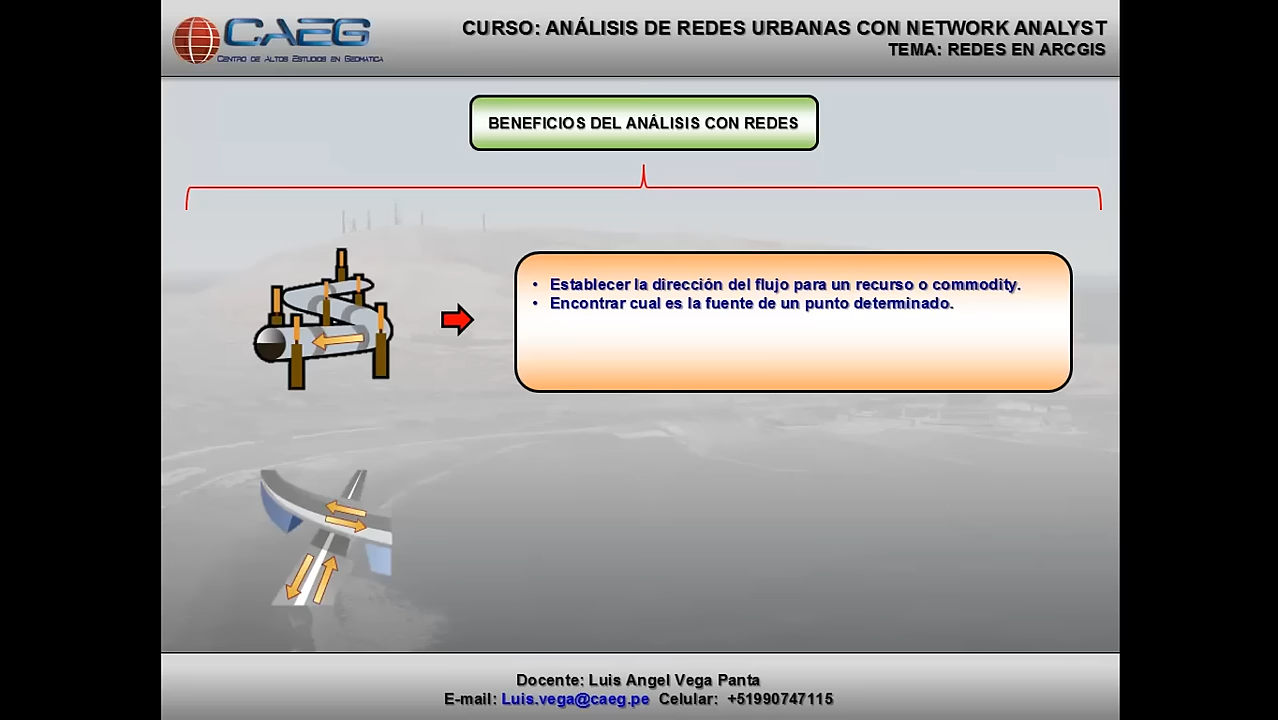 CAEG
CENTRO DE ALTOS ESTUDIOS EN GEOMATICA
CURSO: ANÁLISIS DE REDES URBANAS CON NETWORK ANALYST
TEMA: REDES EN ARCGIS
BENEFICIOS DEL ANÁLISIS CON REDES
• Establecer la dirección del flujo para un recurso o commodity.
• Encontrar cual es la fuente de un punto determinado.
Docente: Luis Angel Vega Panta
E-mail: Luis.vega@caeg.pe Celular: +51990747115